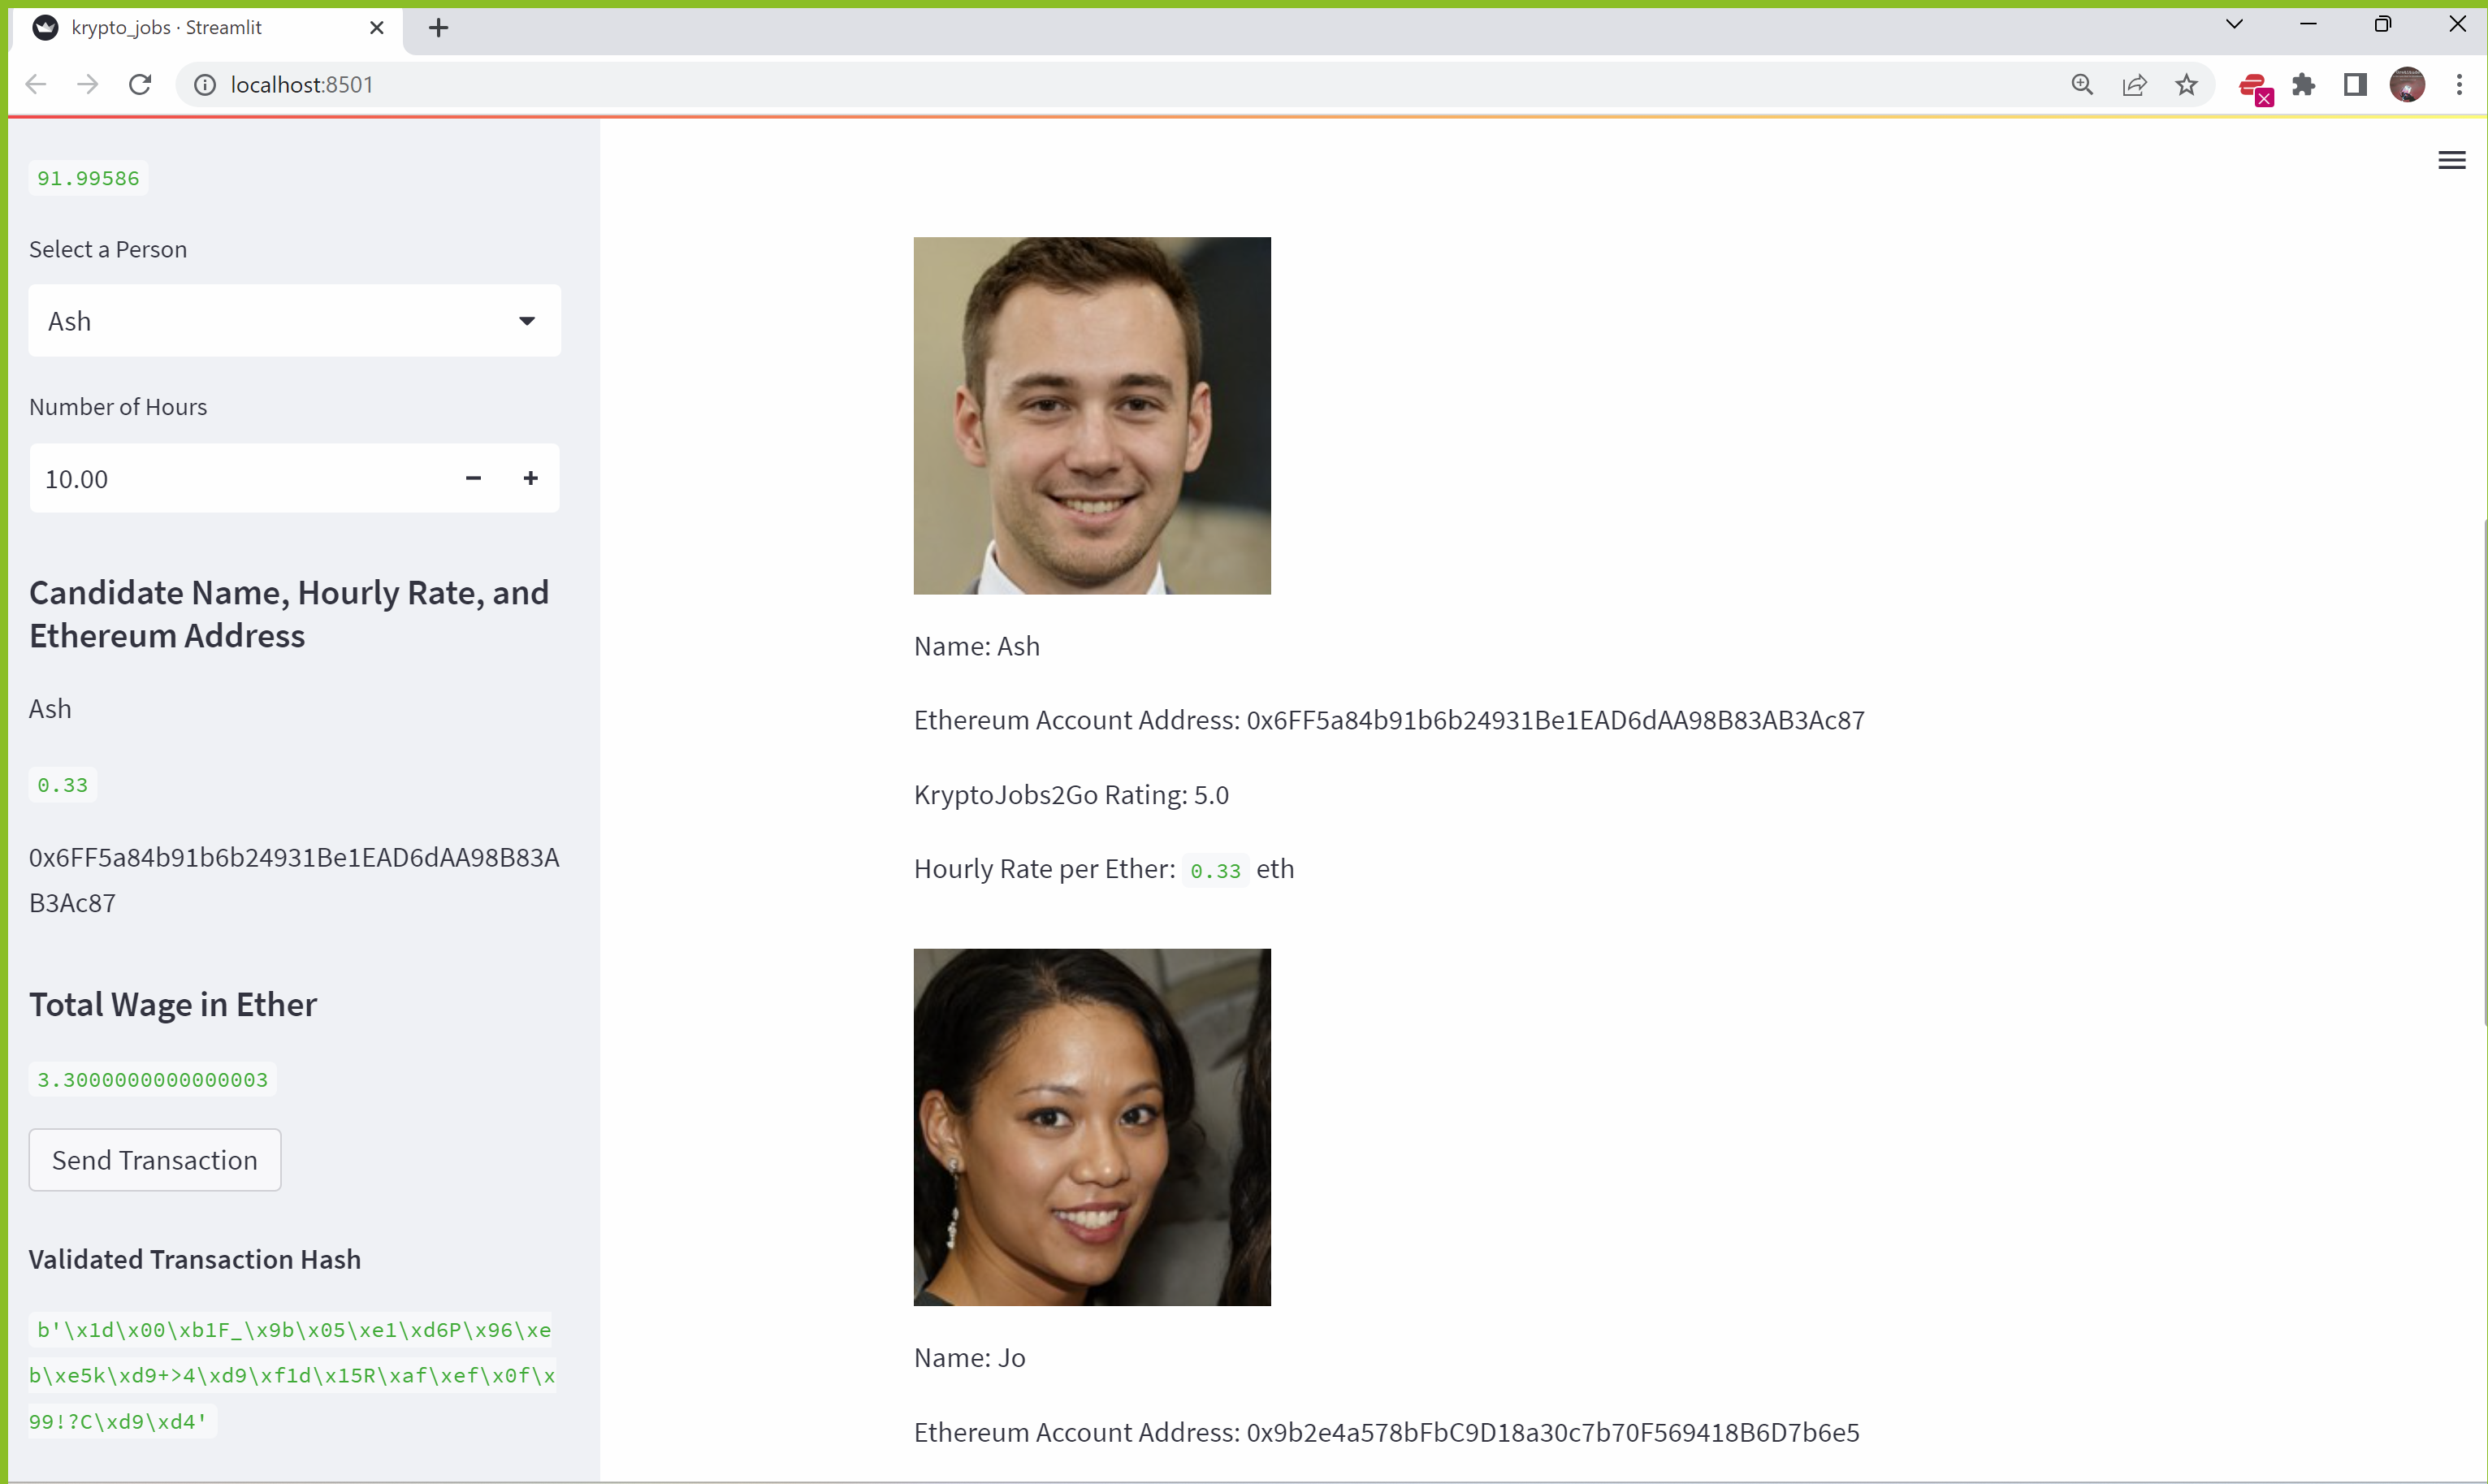 krypto_jobs · Streamlit
localhost:8501
91.99586
Select a Person
Ash
Number of Hours
10.00
Candidate Name, Hourly Rate, and
Ethereum Address
Ash
0.33
0x6FF5a84b91b6b24931Be1EAD6dAA98B83A
B3Ac87
Total Wage in Ether
3.3000000000000003
Send Transaction
Validated Transaction Hash
b'\x1d\x00\xb1F_\x9b\x05\xe1\xd6P\x96\xe
b\xe5k\xd9+>4\xd9\xf1d\x15R\xaf\xef\x0f\x
99!?C\xd9\xd4'
Name: Ash
Ethereum Account Address: 0x6FF5a84b91b6b24931Be1EAD6dAA98B83AB3Ac87
KryptoJobs2Go Rating: 5.0
Hourly Rate per Ether: 0.33 eth
Name: Jo
Ethereum Account Address: 0x9b2e4a578bFbC9D18a30c7b70F569418B6D7b6e5